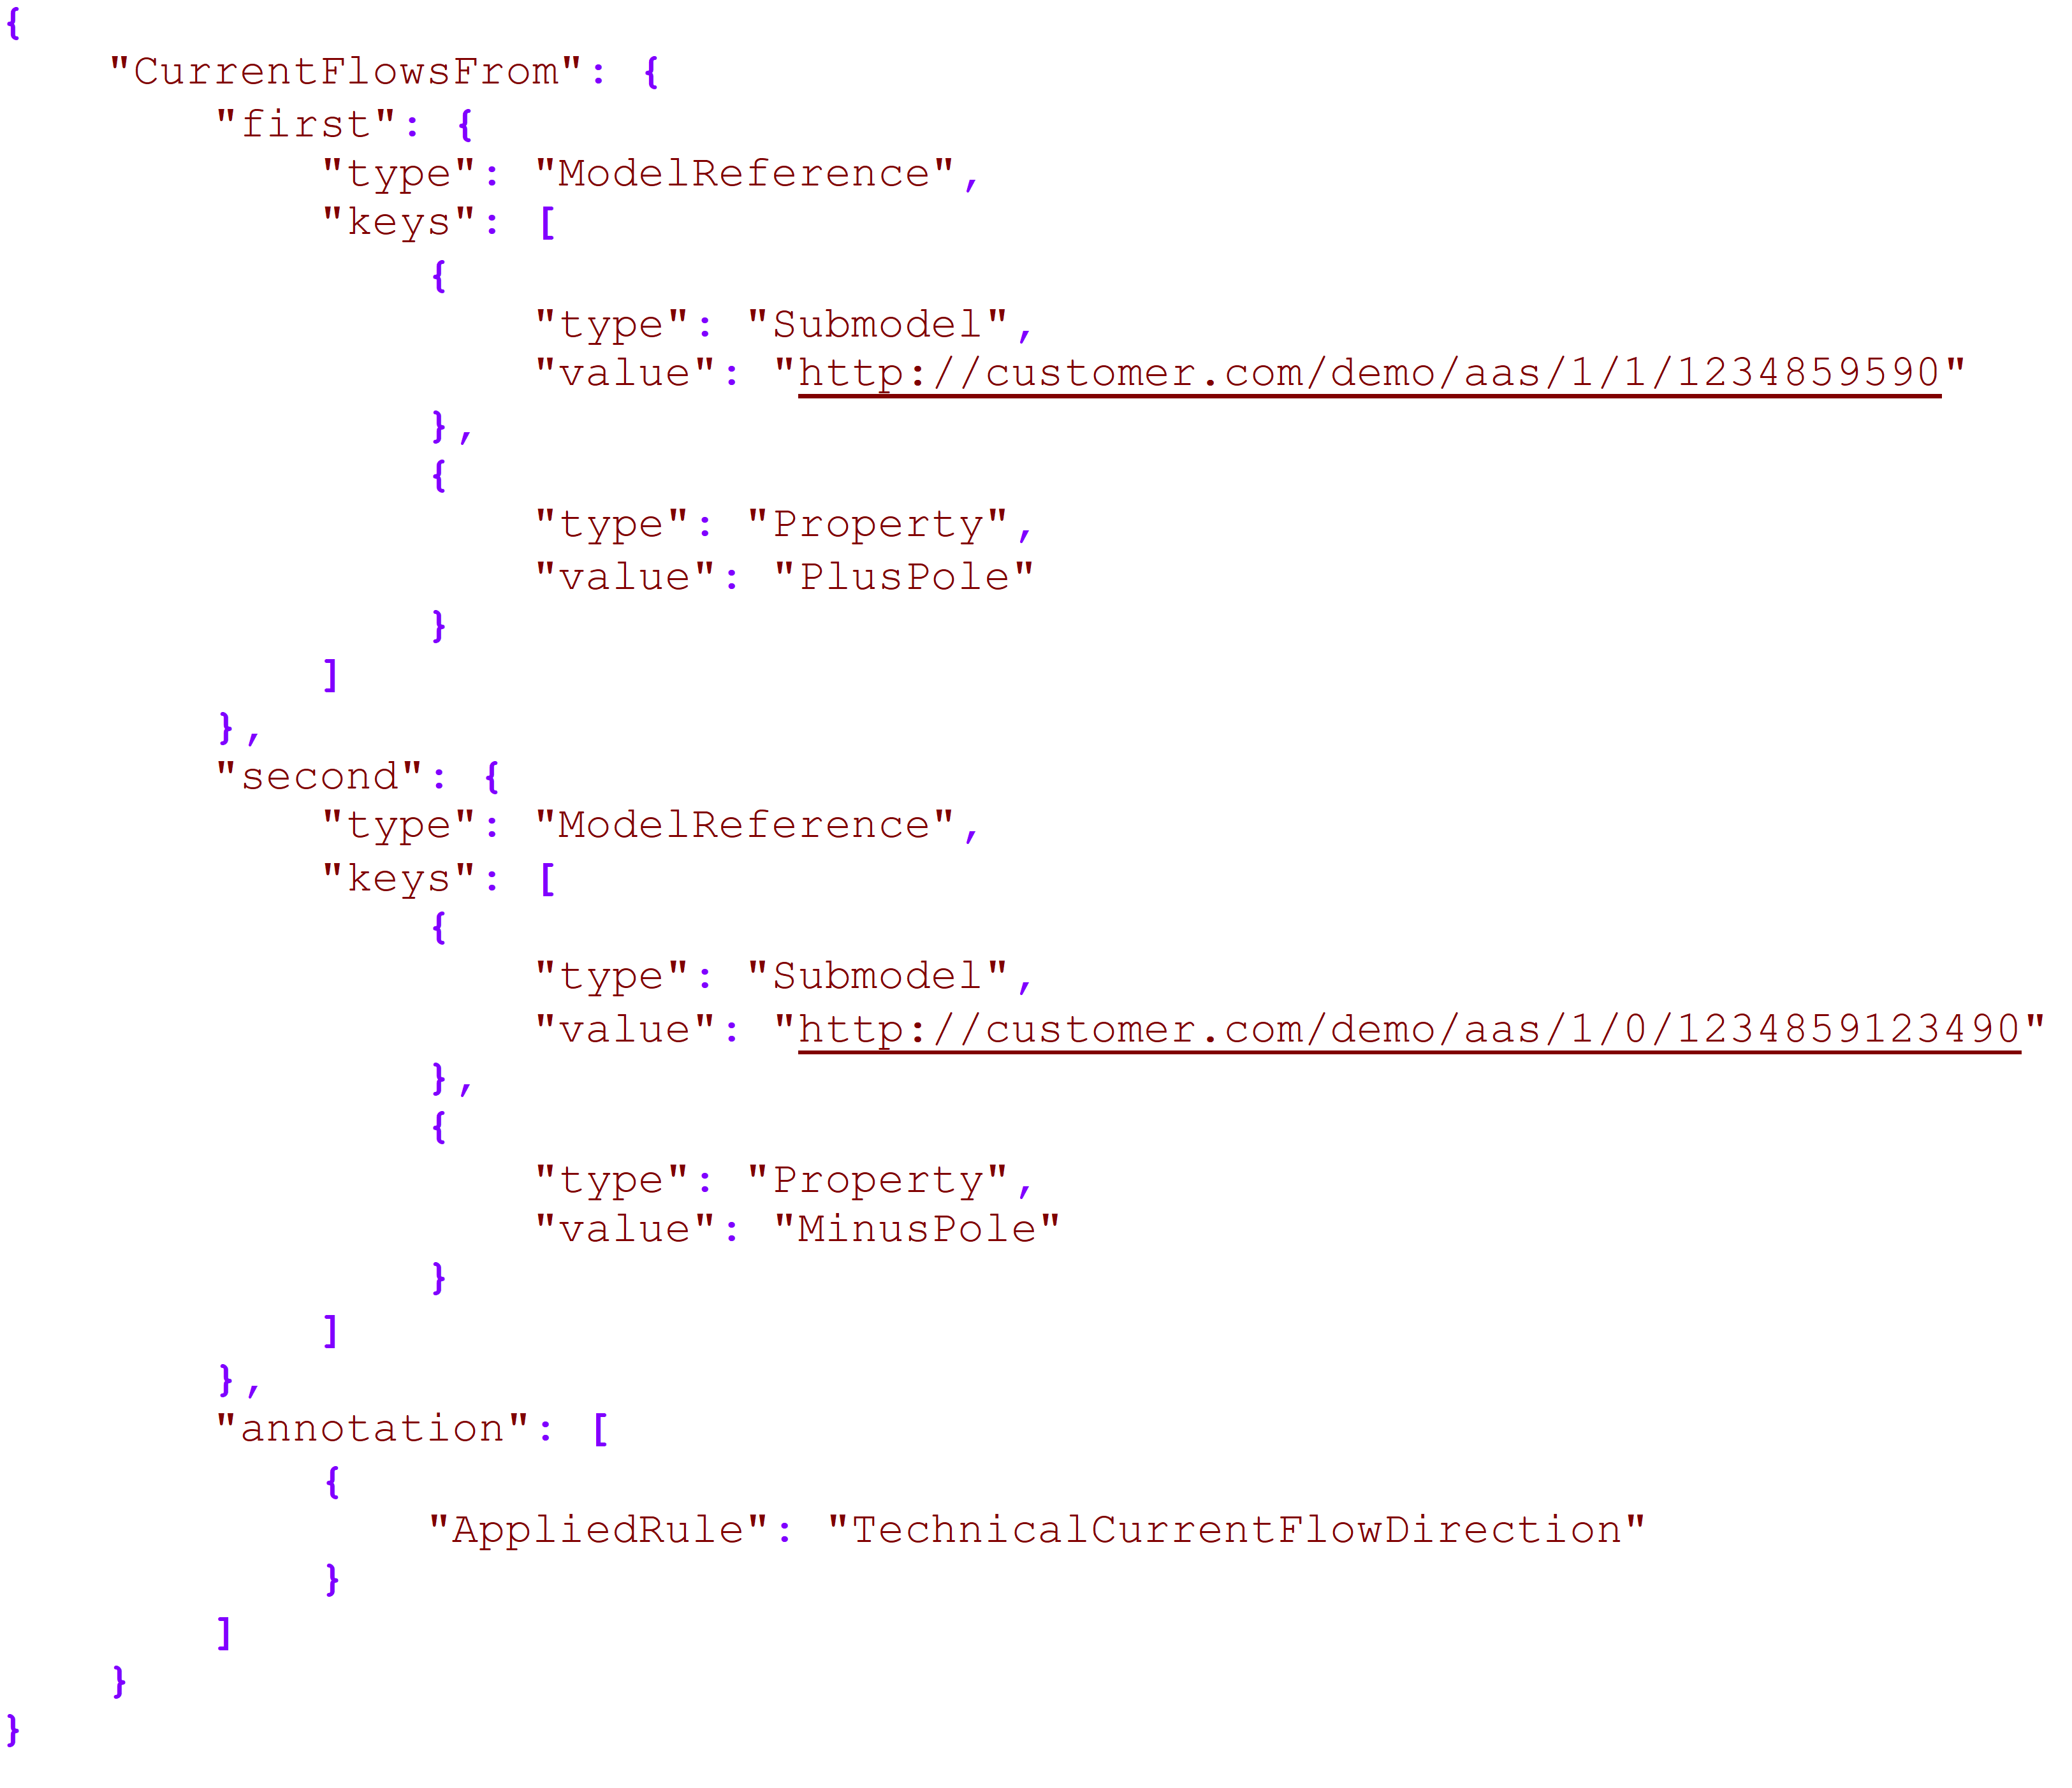 {
"CurrentFlowsFrom": {
"first": {
"type": "ModelReference",
"keys": [
{
"type": "Submodel",
"value": "http://customer.com/demo/aas/1/1/1234859590"
},
{
"type": "Property",
"value": "PlusPole"
}
]
},
"second": {
"type": "ModelReference",
"keys": [
{
"type": "Submodel",
"value": "http://customer.com/demo/aas/1/0/1234859123490"
},
{
"type": "Property",
"value": "MinusPole"
}
]
},
"annotation": [
{
"AppliedRule": "TechnicalCurrentFlowDirection"
}
]
}
}